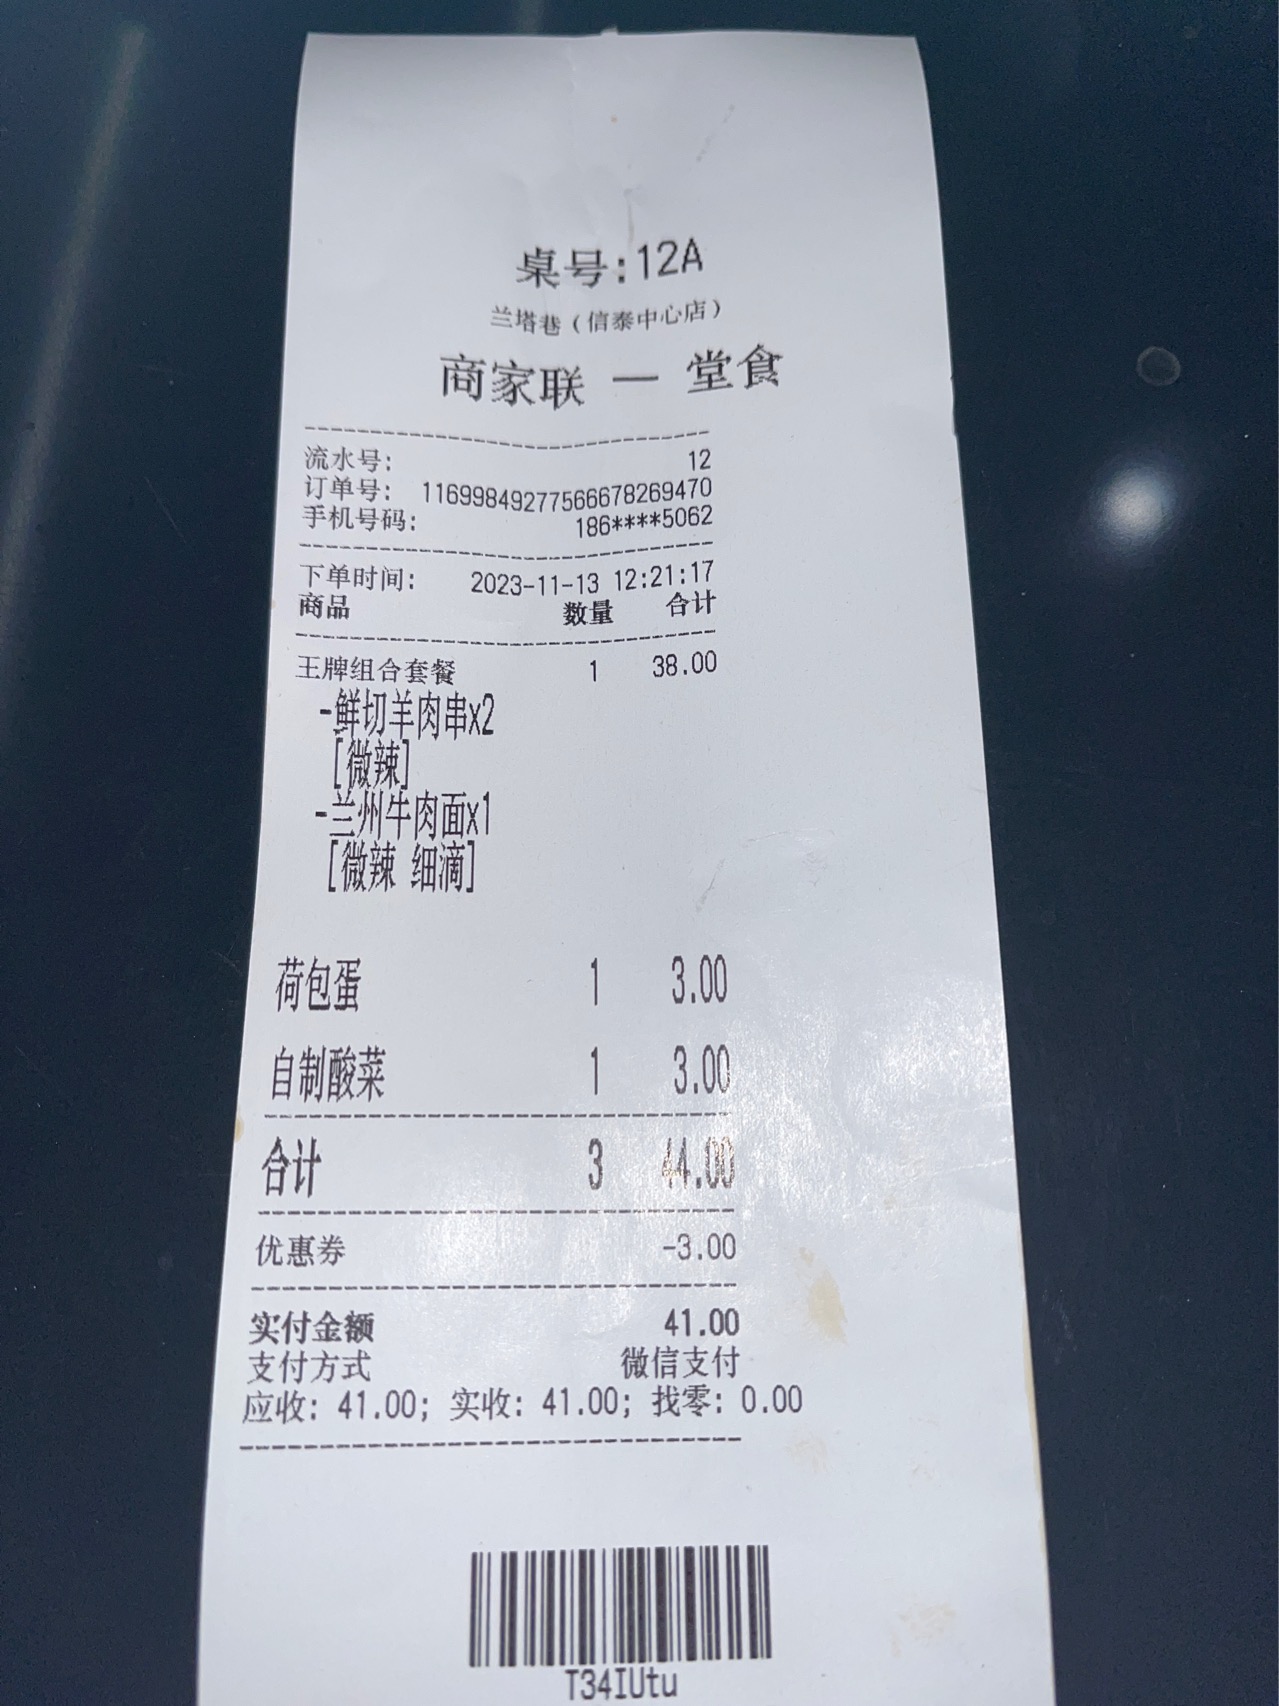 桌号:12A
兰塔巷（信泰中心店）
商家联 — 堂食
流水号: 12
订单号: 11699849277566678269470
手机号码: 186****5062
下单时间: 2023-11-13 12:21:17
商品 数量 合计
王牌组合套餐 1 38.00
-鲜切羊肉串x2
[微辣]
-兰州牛肉面x1
[微辣 细滴]
荷包蛋 1 3.00
自制酸菜 1 3.00
合计 3 44.00
优惠券 -3.00
实付金额 41.00
支付方式 微信支付
应收: 41.00; 实收: 41.00; 找零: 0.00
T34IUtu